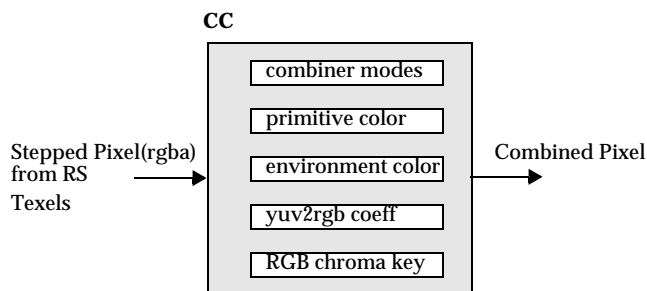 CC
combiner modes
primitive color
Stepped Pixel(rgba)
from RS
Texels
environment color
Combined Pixel
yuv2rgb coeff
RGB chroma key